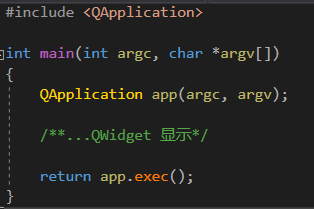 #include <QApplication>
int main(int argc, char *argv[])
{
QApplication app(argc, argv);
/**...QWidget 显示*/
return app.exec();
}